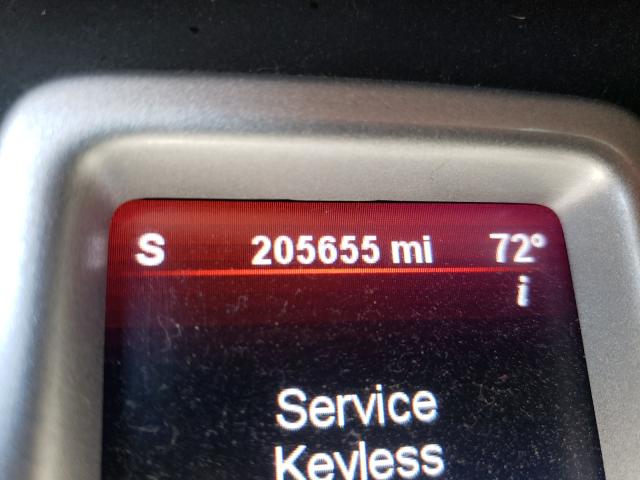 S 205655 mi 72°
i
Service
Keyless